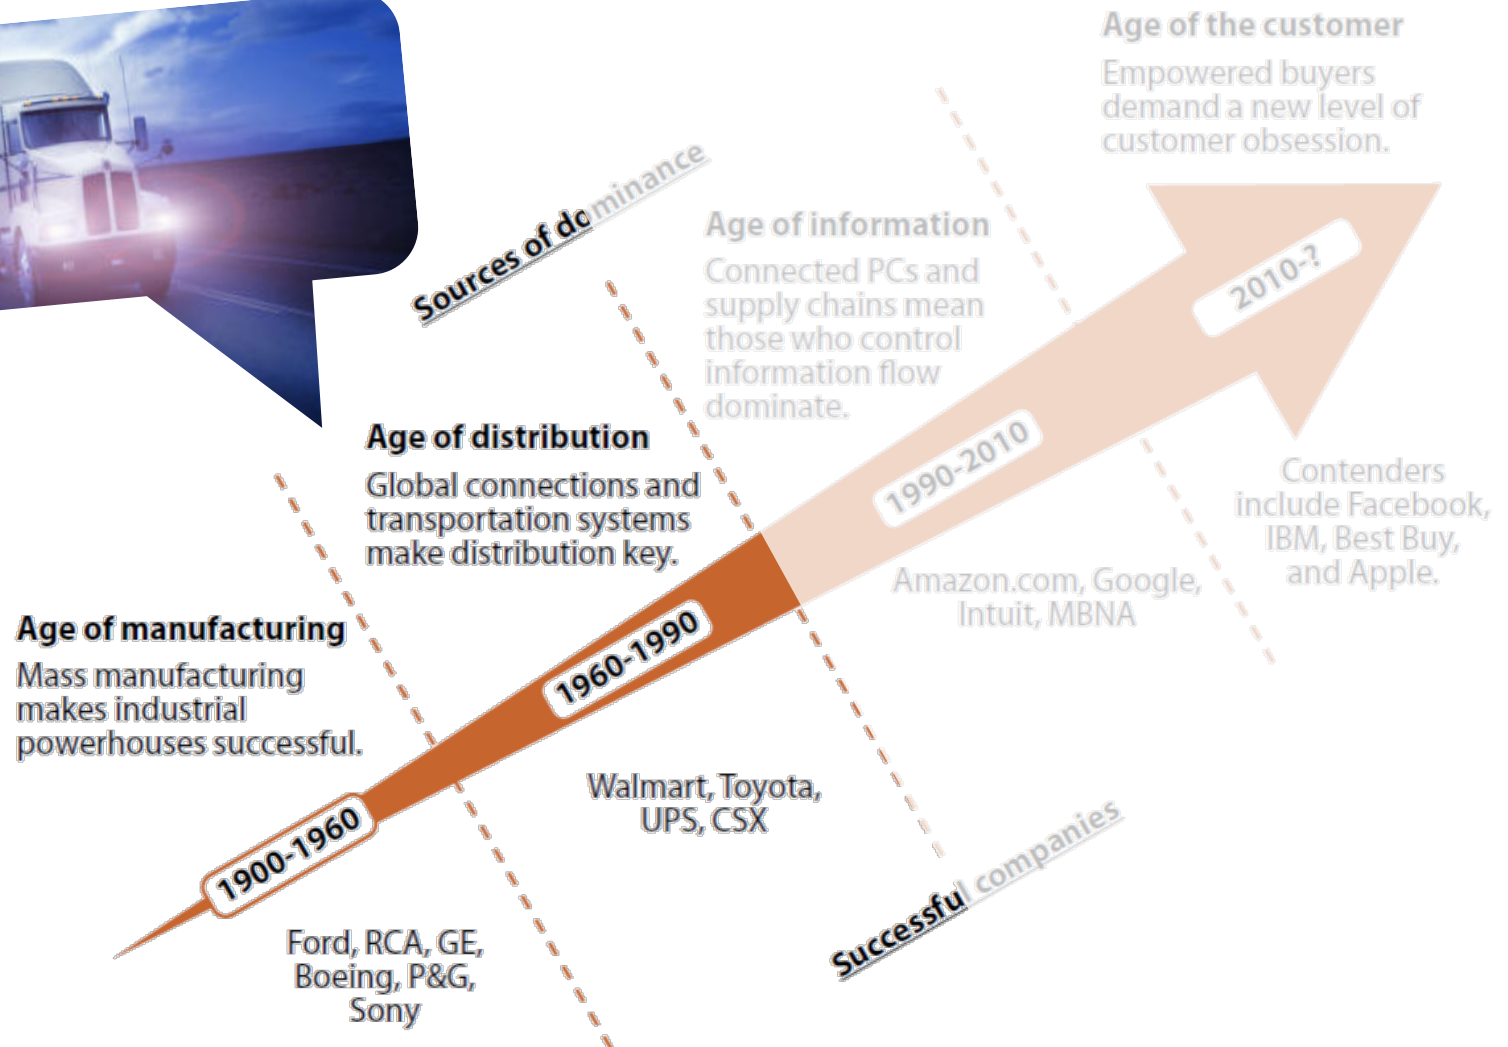 Age of the customer
Empowered buyers
demand a new level of
customer obsession.
Sources of dominance
Age of information
Connected PCs and
supply chains mean
those who control
information flow
dominate.
2010-?
Age of distribution
Global connections and
transportation systems
make distribution key.
1990-2010
Contenders
include Facebook,
IBM, Best Buy,
and Apple.
Amazon.com, Google,
Intuit, MBNA
Age of manufacturing
Mass manufacturing
makes industrial
powerhouses successful.
1960-1990
Walmart, Toyota,
UPS, CSX
1900-1960
Successful companies
Ford, RCA, GE,
Boeing, P&G,
Sony